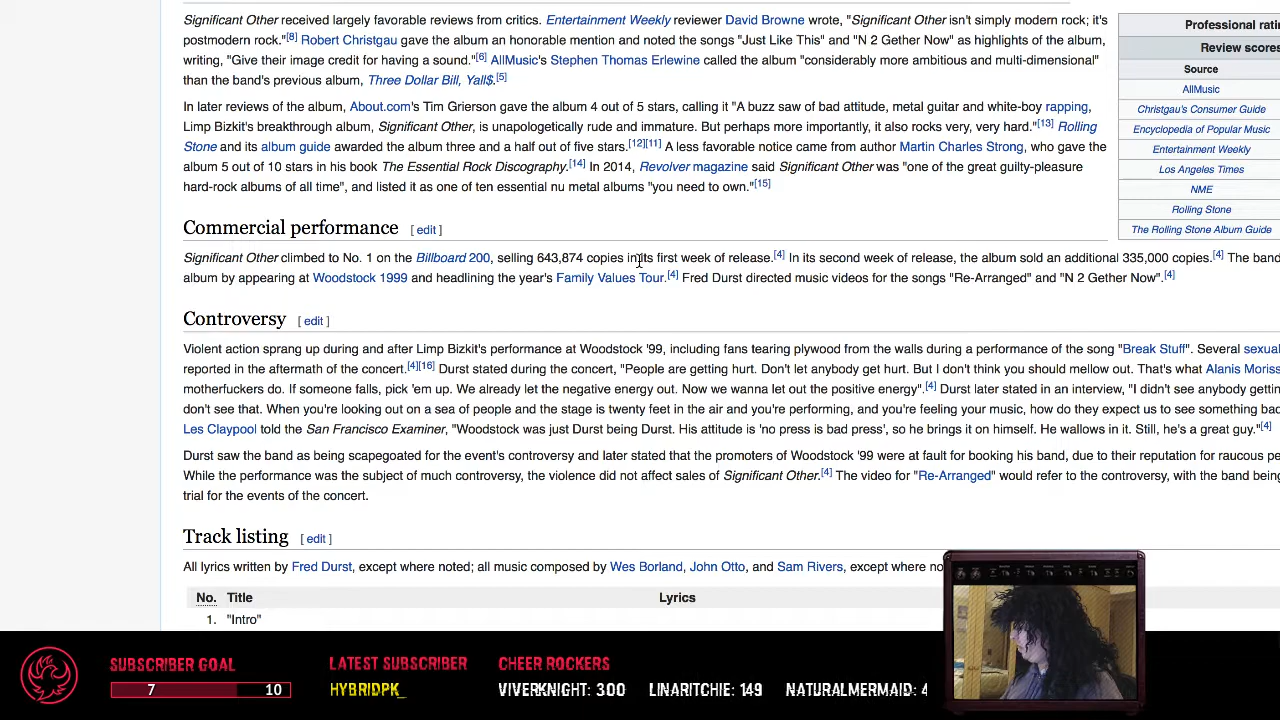 Significant Other received largely favorable reviews from critics. Entertainment Weekly reviewer David Browne wrote, "Significant Other isn't simply modern rock; it's
postmodern rock."[8] Robert Christgau gave the album an honorable mention and noted the songs "Just Like This" and "N 2 Gether Now" as highlights of the album,
writing, "Give their image credit for having a sound."[6] AllMusic's Stephen Thomas Erlewine called the album "considerably more ambitious and multi-dimensional"
than the band's previous album, Three Dollar Bill, Yall$.[5]
In later reviews of the album, About.com's Tim Grierson gave the album 4 out of 5 stars, calling it "A buzz saw of bad attitude, metal guitar and white-boy rapping,
Limp Bizkit's breakthrough album, Significant Other, is unapologetically rude and immature. But perhaps more importantly, it also rocks very, very hard."[13] Rolling
Stone and its album guide awarded the album three and a half out of five stars.[12][11] A less favorable notice came from author Martin Charles Strong, who gave the
album 5 out of 10 stars in his book The Essential Rock Discography.[14] In 2014, Revolver magazine said Significant Other was "one of the great guilty-pleasure
hard-rock albums of all time", and listed it as one of ten essential nu metal albums "you need to own."[15]
Professional ratin
Review scores
Source
AllMusic
Christgau's Consumer Guide
Encyclopedia of Popular Music
Entertainment Weekly
Los Angeles Times
NME
Rolling Stone
The Rolling Stone Album Guide
Commercial performance [ edit ]
Significant Other climbed to No. 1 on the Billboard 200, selling 643,874 copies in its first week of release.[4] In its second week of release, the album sold an additional 335,000 copies.[4] The band
album by appearing at Woodstock 1999 and headlining the year's Family Values Tour.[4] Fred Durst directed music videos for the songs "Re-Arranged" and "N 2 Gether Now".[4]
Controversy [ edit ]
Violent action sprang up during and after Limp Bizkit's performance at Woodstock '99, including fans tearing plywood from the walls during a performance of the song "Break Stuff". Several sexual
reported in the aftermath of the concert.[4][16] Durst stated during the concert, "People are getting hurt. Don't let anybody get hurt. But I don't think you should mellow out. That's what Alanis Moriss
motherfuckers do. If someone falls, pick 'em up. We already let the negative energy out. Now we wanna let out the positive energy".[4] Durst later stated in an interview, "I didn't see anybody gettin
don't see that. When you're looking out on a sea of people and the stage is twenty feet in the air and you're performing, and you're feeling your music, how do they expect us to see something bad
Les Claypool told the San Francisco Examiner, "Woodstock was just Durst being Durst. His attitude is 'no press is bad press', so he brings it on himself. He wallows in it. Still, he's a great guy."[4]
Durst saw the band as being scapegoated for the event's controversy and later stated that the promoters of Woodstock '99 were at fault for booking his band, due to their reputation for raucous pe
While the performance was the subject of much controversy, the violence did not affect sales of Significant Other.[4] The video for "Re-Arranged" would refer to the controversy, with the band being
trial for the events of the concert.
Track listing [ edit ]
All lyrics written by Fred Durst, except where noted; all music composed by Wes Borland, John Otto, and Sam Rivers, except where no
No. Title Lyrics
1. "Intro"
SUBSCRIBER GOAL
7 10
LATEST SUBSCRIBER
HYBRIDPK_
CHEER ROCKERS
VIVERKNIGHT: 300 LINARITCHIE: 149 NATURALMERMAID: 4